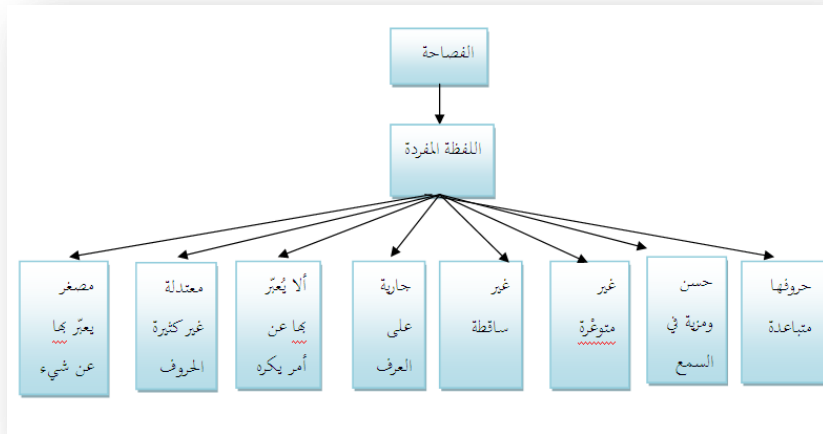 الفصاحة
اللفظة المفردة
حروفها
متباعدة
حسن
ومزية في
السمع
غير
متوعّرة
غير
ساقطة
جارية
على
العرف
ألا يُعبّر
بها عن
أمر يكره
معتدلة
غير كثيرة
الحروف
مصغر
يعبّر بها
عن شيء